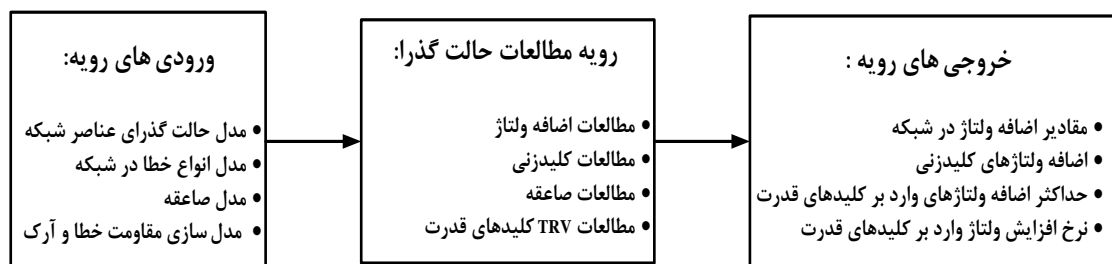 ورودی های رویه:
• مدل حالت گذرای عناصر شبکه
• مدل انواع خطا در شبکه
• مدل صاعقه
• مدل سازی مقاومت خطا و آرک
رویه مطالعات حالت گذرا:
• مطالعات اضافه ولتاژ
• مطالعات کلیدزنی
• مطالعات صاعقه
• مطالعات TRV کلیدهای قدرت
خروجی های رویه :
• مقادیر اضافه ولتاژ در شبکه
• اضافه ولتاژهای کلیدزنی
• حداکثر اضافه ولتاژهای وارد بر کلیدهای قدرت
• نرخ افزایش ولتاژ وارد بر کلیدهای قدرت